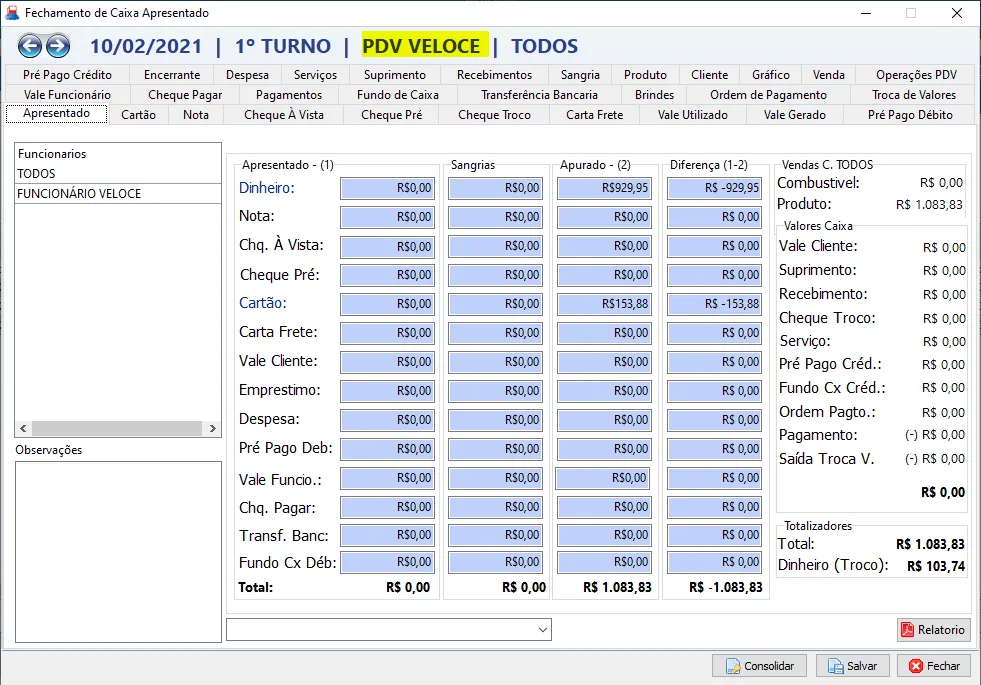 Fechamento de Caixa Apresentado
10/02/2021 | 1º TURNO | PDV VELOCE | TODOS
Pré Pago Crédito Encerrante Despesa Serviços Suprimento Recebimentos Sangria Produto Cliente Gráfico Venda Operações PDV
Vale Funcionário Cheque Pagar Pagamentos Fundo de Caixa Transferência Bancaria Brindes Ordem de Pagamento Troca de Valores
Apresentado Cartão Nota Cheque À Vista Cheque Pré Cheque Troco Carta Frete Vale Utilizado Vale Gerado Pré Pago Débito
Funcionarios
TODOS
FUNCIONÁRIO VELOCE
Observações
Apresentado - (1) Sangrias Apurado - (2) Diferença (1-2)
Dinheiro: R$0,00 R$0,00 R$929,95 R$ -929,95
Nota: R$0,00 R$0,00 R$0,00 R$ 0,00
Chq. À Vista: R$0,00 R$0,00 R$0,00 R$ 0,00
Cheque Pré: R$0,00 R$0,00 R$0,00 R$ 0,00
Cartão: R$0,00 R$0,00 R$153,88 R$ -153,88
Carta Frete: R$0,00 R$0,00 R$0,00 R$ 0,00
Vale Cliente: R$0,00 R$0,00 R$0,00 R$ 0,00
Emprestimo: R$0,00 R$0,00 R$0,00 R$ 0,00
Despesa: R$0,00 R$0,00 R$0,00 R$ 0,00
Pré Pago Deb: R$0,00 R$0,00 R$0,00 R$ 0,00
Vale Funcio.: R$0,00 R$0,00 R$0,00 R$ 0,00
Chq. Pagar: R$0,00 R$0,00 R$0,00 R$ 0,00
Transf. Banc: R$0,00 R$0,00 R$0,00 R$ 0,00
Fundo Cx Déb: R$0,00 R$0,00 R$0,00 R$ 0,00
Total: R$ 0,00 R$ 0,00 R$ 1.083,83 R$ -1.083,83
Vendas C. TODOS
Combustivel: R$ 0,00
Produto: R$ 1.083,83
Valores Caixa
Vale Cliente: R$ 0,00
Suprimento: R$ 0,00
Recebimento: R$ 0,00
Cheque Troco: R$ 0,00
Serviço: R$ 0,00
Pré Pago Créd.: R$ 0,00
Fundo Cx Créd.: R$ 0,00
Ordem Pagto.: R$ 0,00
Pagamento: (-) R$ 0,00
Saída Troca V. (-) R$ 0,00
R$ 0,00
Totalizadores
Total: R$ 1.083,83
Dinheiro (Troco): R$ 103,74
Relatorio
Consolidar Salvar Fechar